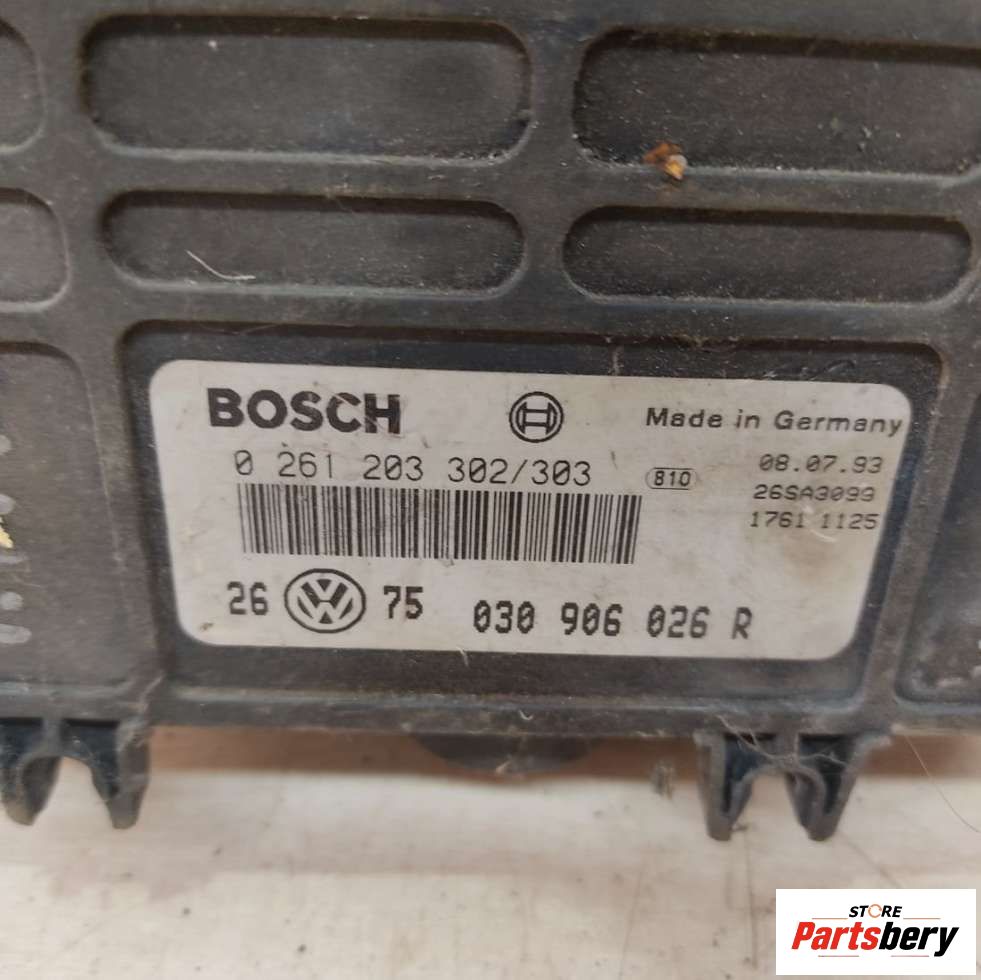 BOSCH
Made in Germany
0 261 203 302/303
810
08.07.93
26SA3099
1761 1125
26 VW 75 030 906 026 R
STORE
Partsbery